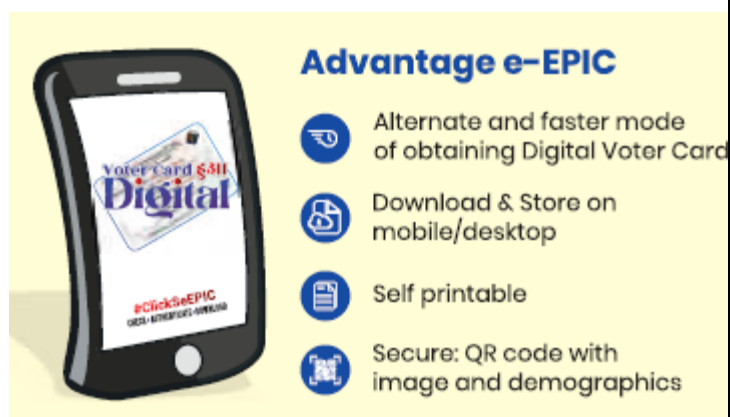 Advantage e-EPIC
Alternate and faster mode
of obtaining Digital Voter Card
Download & Store on
mobile/desktop
Self printable
Secure: QR code with
image and demographics
Voter Card हुआ
Digital
#ClickSeEPIC